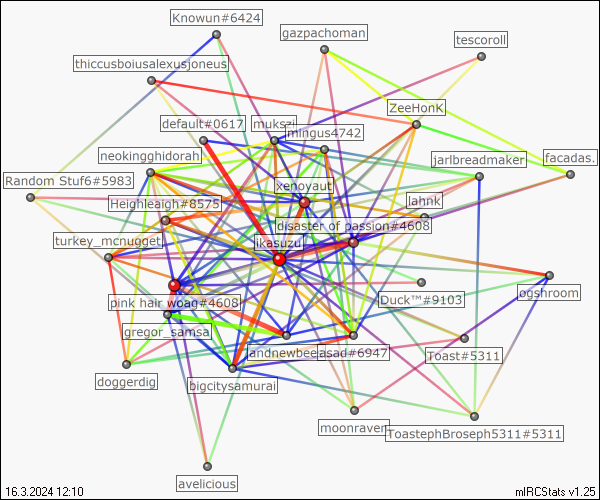 Knowun#6424
gazpachoman
tescoroll
thiccusboiusalexusjoneus
ZeeHonK
default#0617
mukszi
mingus4742
neokingghidorah
jarlbreadmaker
facadas.
Random Stuf6#5983
xenoyaut
Heighleaigh#8575
lahnk
disaster of passion#4608
turkey_mcnugget
ikasuzu
ogshroom
pink hair woao#4608
Duck™#9103
gregor_samsa
andnewbee
asad#6947
Toast#5311
doggerdig
bigcitysamurai
moonraven
ToastephBroseph5311#5311
avelicious
16.3.2024 12:10
mIRCStats v1.25